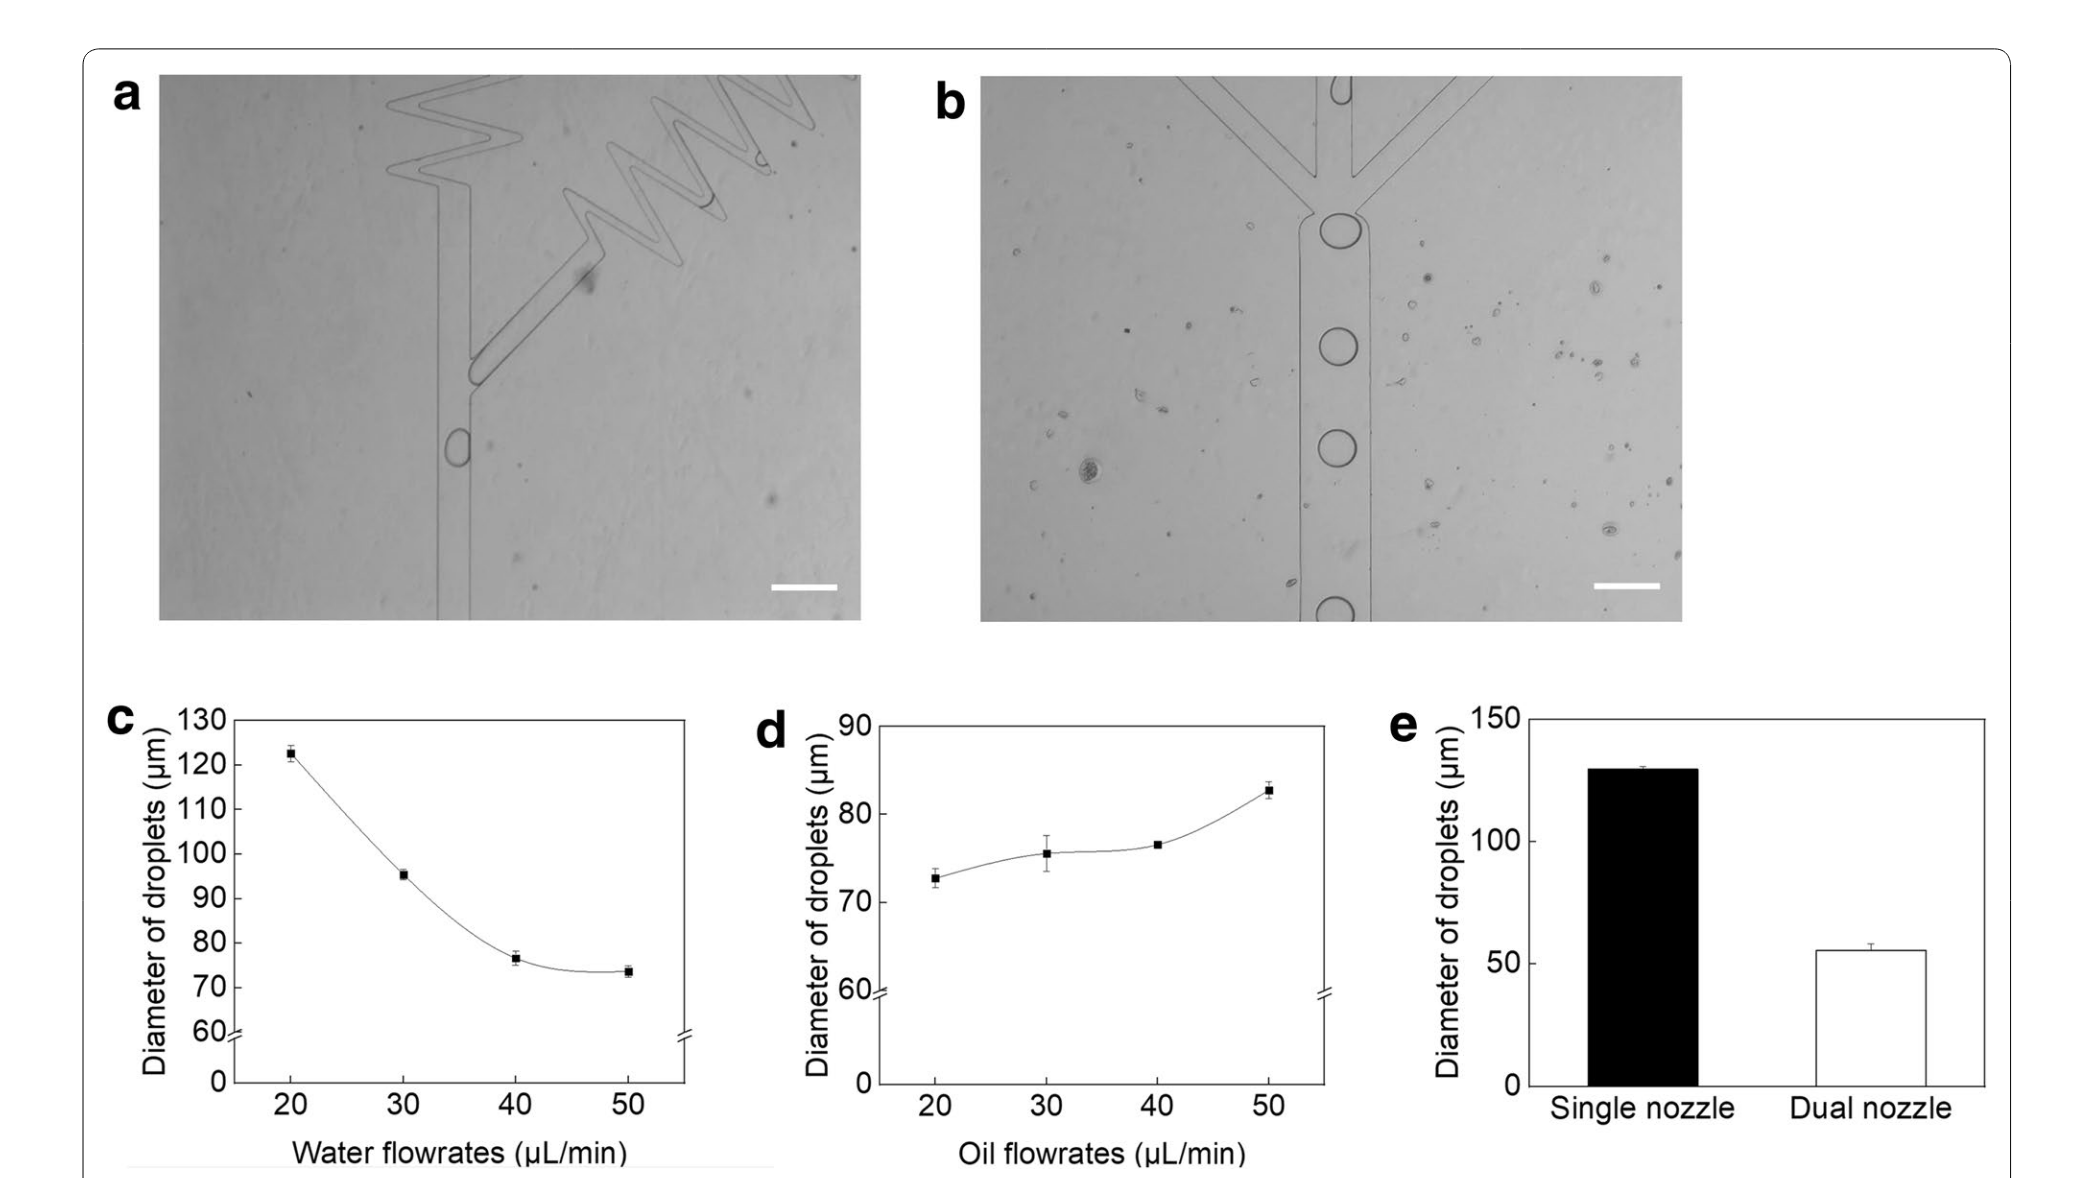 a
b
c
Diameter of droplets (μm)
130
120
110
100
90
80
70
60
0
20 30 40 50
Water flowrates (μL/min)
d
Diameter of droplets (μm)
90
80
70
60
0
20 30 40 50
Oil flowrates (μL/min)
e
Diameter of droplets (μm)
150
100
50
0
Single nozzle Dual nozzle